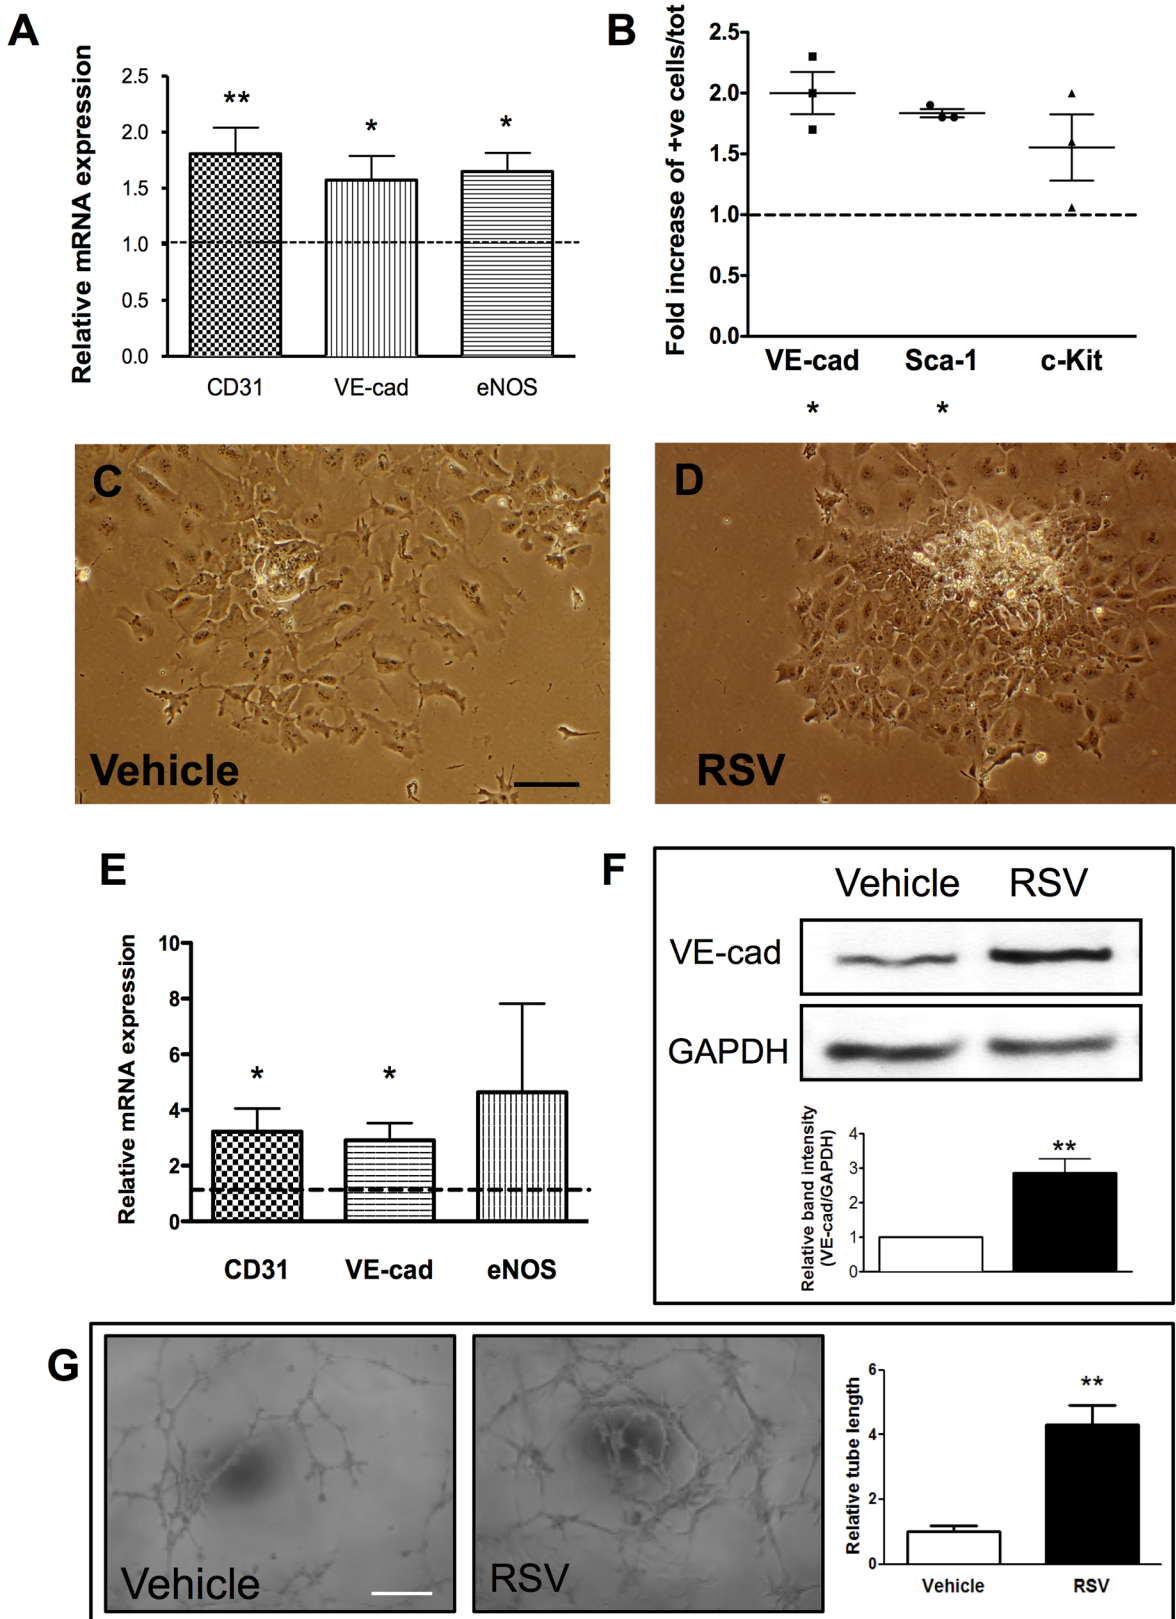 A
Relative mRNA expression
2.5
2.0
1.5
1.0
0.5
0.0
**
*
*
CD31 VE-cad eNOS
B
Fold increase of +ve cells/tot
2.5
2.0
1.5
1.0
0.5
0.0
VE-cad Sca-1 c-Kit
* *
C
Vehicle
D
RSV
E
Relative mRNA expression
10
8
6
4
2
0
* *
CD31 VE-cad eNOS
F
Vehicle RSV
VE-cad
GAPDH
Relative band intensity
(VE-cad/GAPDH)
4
3
2
1
0
**
G
Vehicle
RSV
Relative tube length
6
4
2
0
**
Vehicle RSV